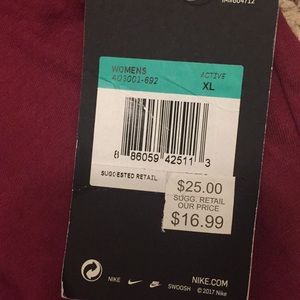 WOMENS ACTIVE
403001-692 XL
8 86059 42511 3
SUGGESTED RETAIL
$25.00
SUGG. RETAIL
OUR PRICE
$16.99
NIKE SWOOSH
NIKE.COM
© 2017 Nike